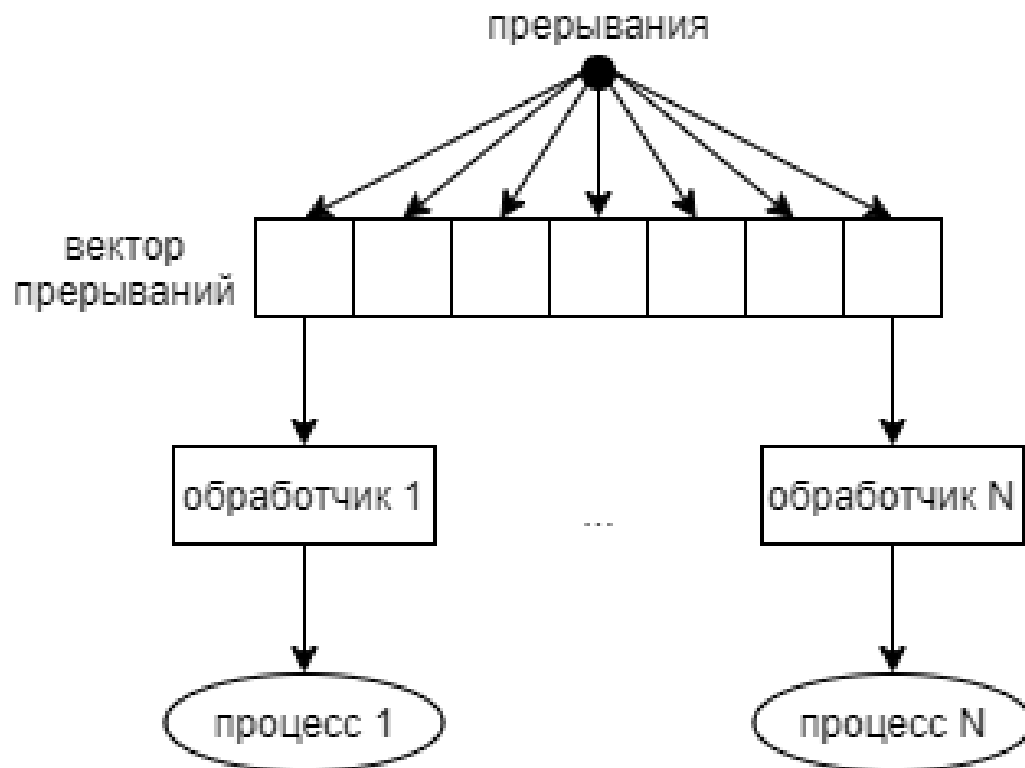 прерывания
вектор
прерываний
обработчик 1
...
обработчик N
процесс 1
процесс N